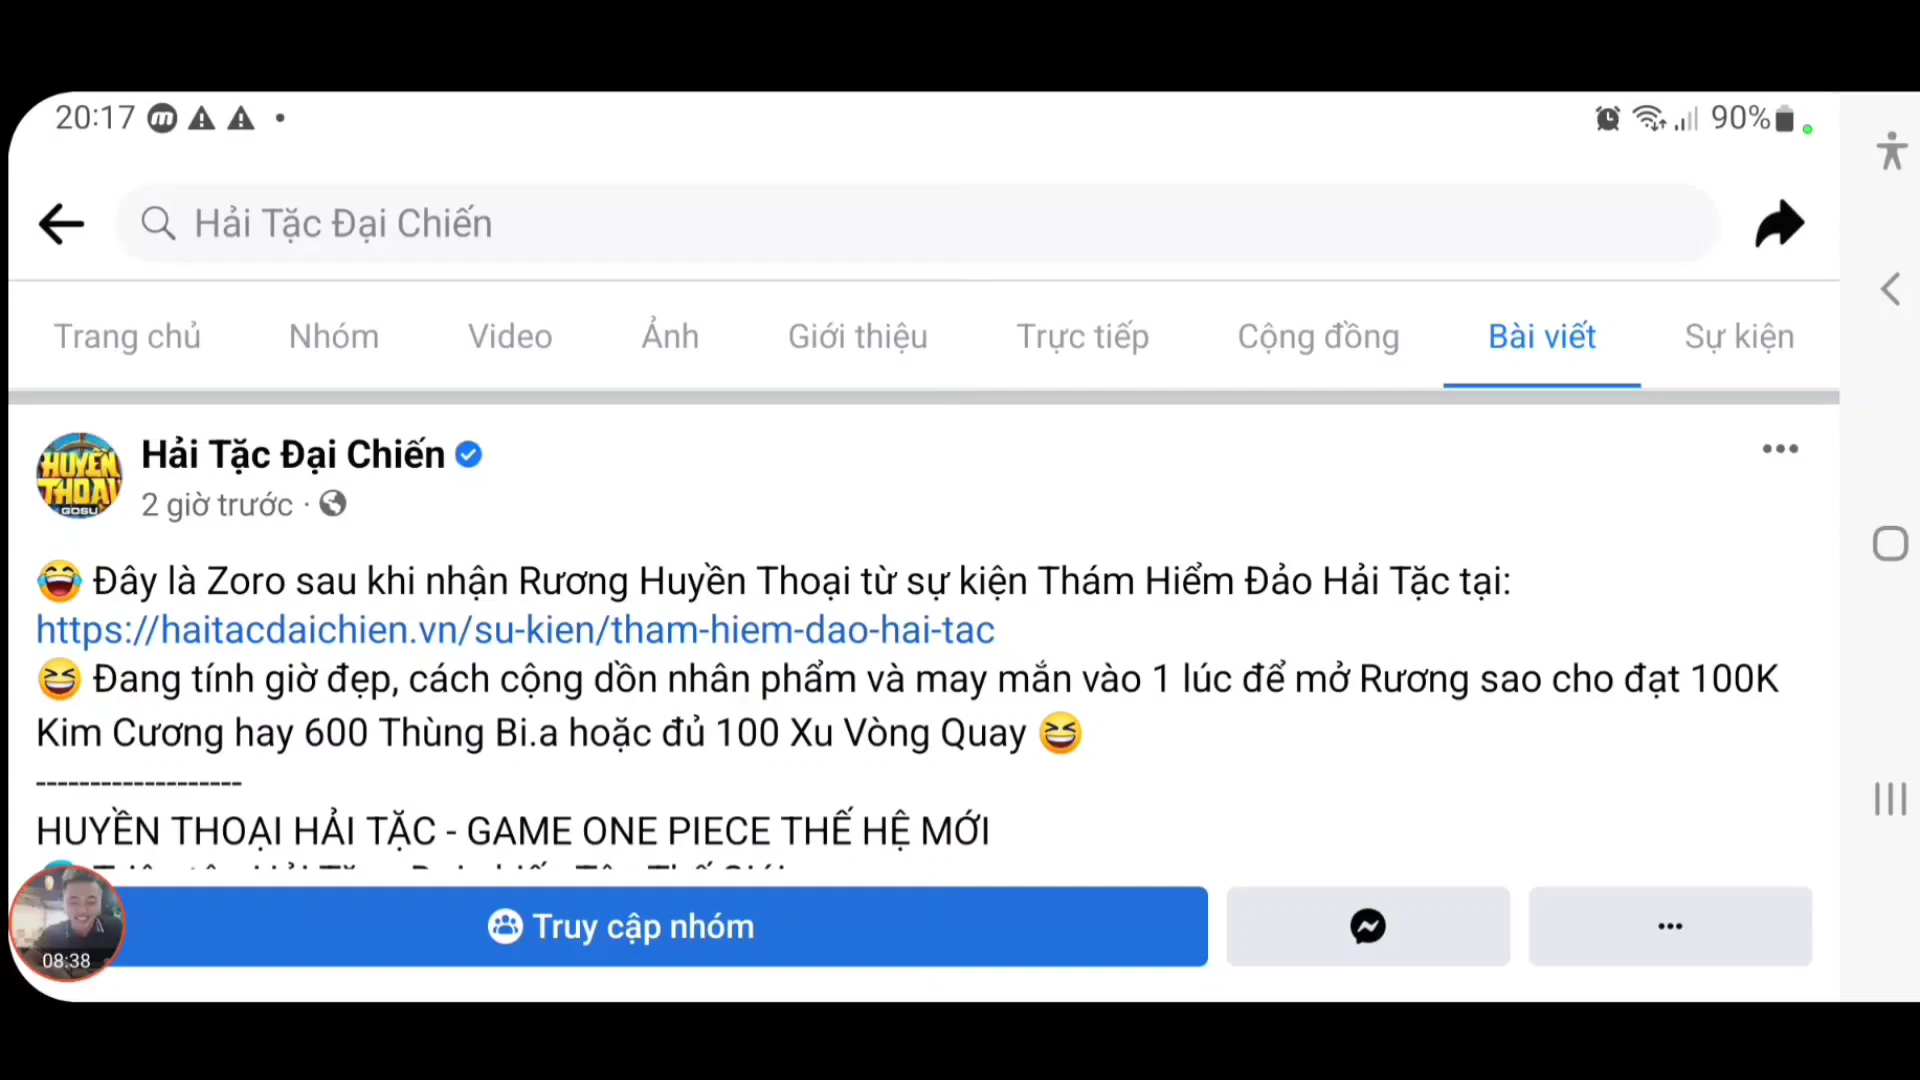 20:17
90%
Hải Tặc Đại Chiến
Trang chủ Nhóm Video Ảnh Giới thiệu Trực tiếp Cộng đồng Bài viết Sự kiện
HUYỀN
THOẠI
GOSU
Hải Tặc Đại Chiến
2 giờ trước ·
😂 Đây là Zoro sau khi nhận Rương Huyền Thoại từ sự kiện Thám Hiểm Đảo Hải Tặc tại:
https://haitacdaichien.vn/su-kien/tham-hiem-dao-hai-tac
😆 Đang tính giờ đẹp, cách cộng dồn nhân phẩm và may mắn vào 1 lúc để mở Rương sao cho đạt 100K
Kim Cương hay 600 Thùng Bi.a hoặc đủ 100 Xu Vòng Quay 😆
-------------------
HUYỀN THOẠI HẢI TẶC - GAME ONE PIECE THẾ HỆ MỚI
Truy cập nhóm
08:38